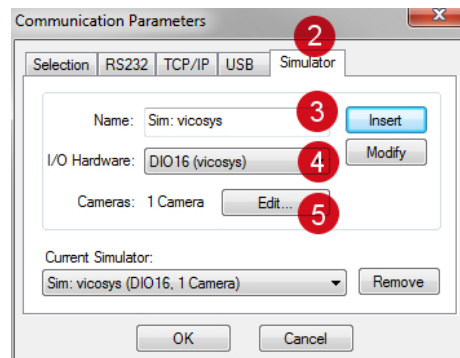 Communication Parameters
x
2
Selection RS232 TCP/IP USB Simulator
Name: Sim: vicosys 3 Insert
I/O Hardware: DIO16 (vicosys) 4 Modify
Cameras: 1 Camera Edit... 5
Current Simulator:
Sim: vicosys (DIO16, 1 Camera) Remove
OK Cancel